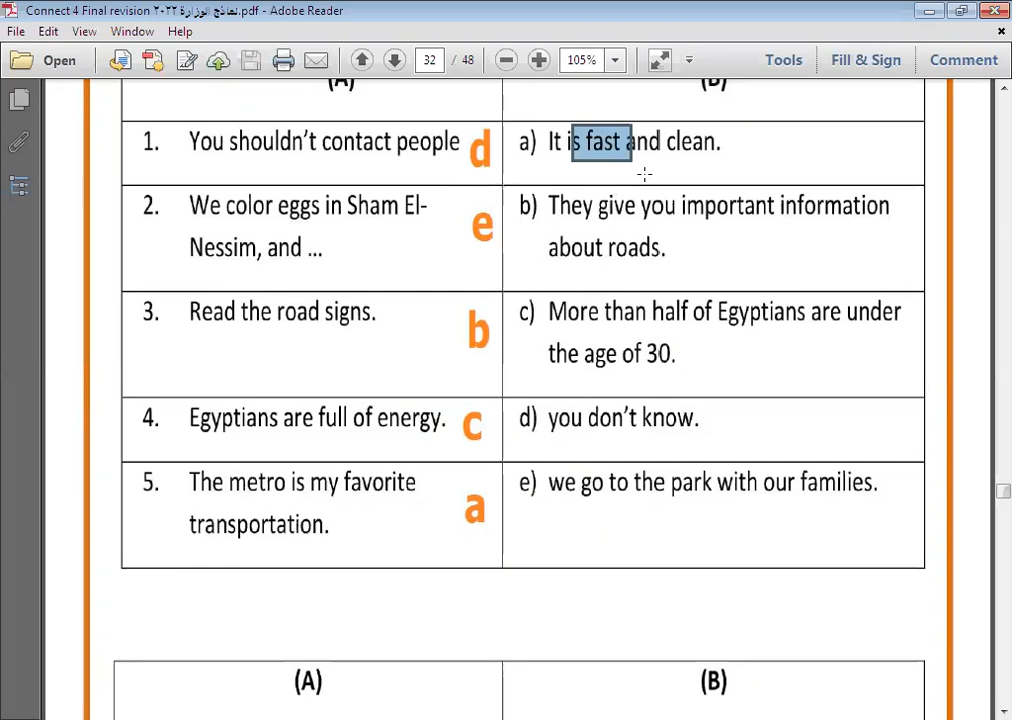 Connect 4 Final revision نماذج الوزارة ٢٠٢٢.pdf - Adobe Reader
File Edit View Window Help
Open 32 / 48 105% Tools Fill & Sign Comment
(A) (B)
1. You shouldn't contact people d a) It is fast and clean.
2. We color eggs in Sham El- e b) They give you important information
Nessim, and ... about roads.
3. Read the road signs. b c) More than half of Egyptians are under
the age of 30.
4. Egyptians are full of energy. c d) you don't know.
5. The metro is my favorite a e) we go to the park with our families.
transportation.
(A) (B)